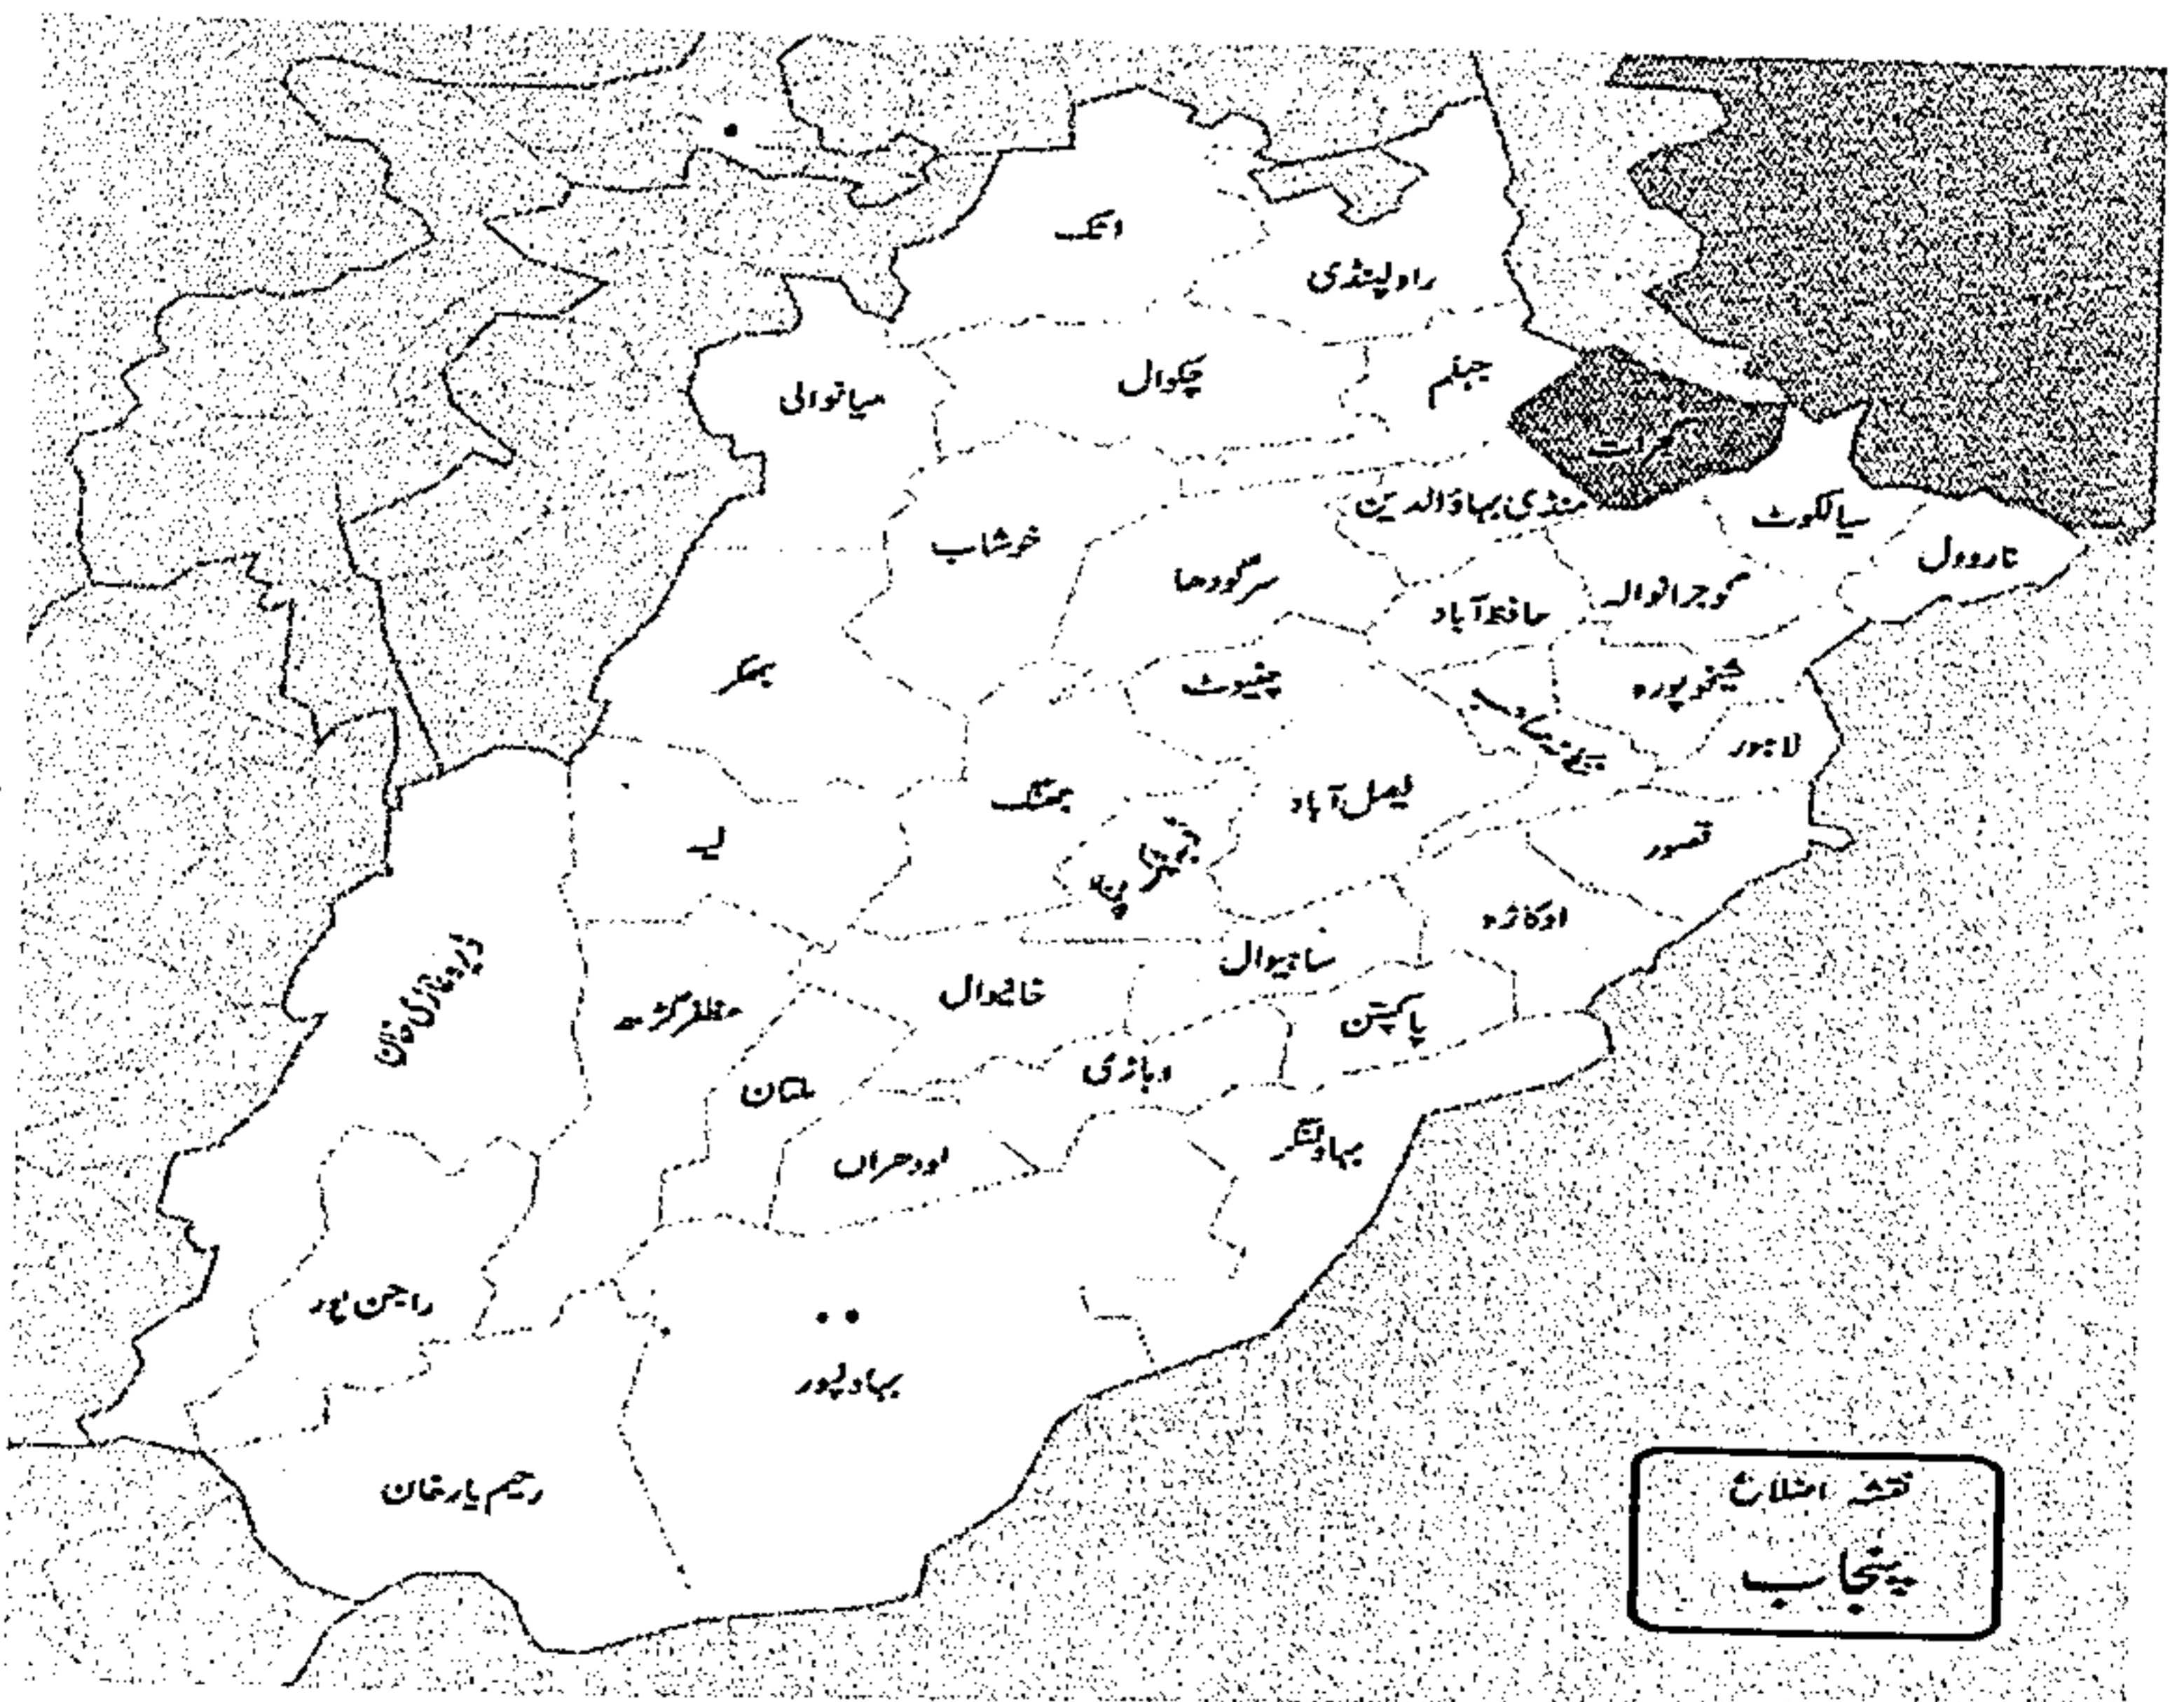 اٹک
راولپنڈی
چکوال
جہلم
میانوالی
گجرات
منڈی بہاؤالدین
سیالکوٹ
نارووال
خوشاب
سرگودھا
حافظ آباد
گوجرانوالہ
بھکر
چنیوٹ
شیخوپورہ
لاہور
جھنگ
فیصل آباد
لیہ
قصور
اوکاڑہ
ساہیوال
خانیوال
پاکپتن
ڈیرہ غازی خان
مظفر گڑھ
وہاڑی
ملتان
بہاولنگر
لودھراں
راجن پور
بہاولپور
رحیم یار خان
نقشہ اضلاع
پنجاب